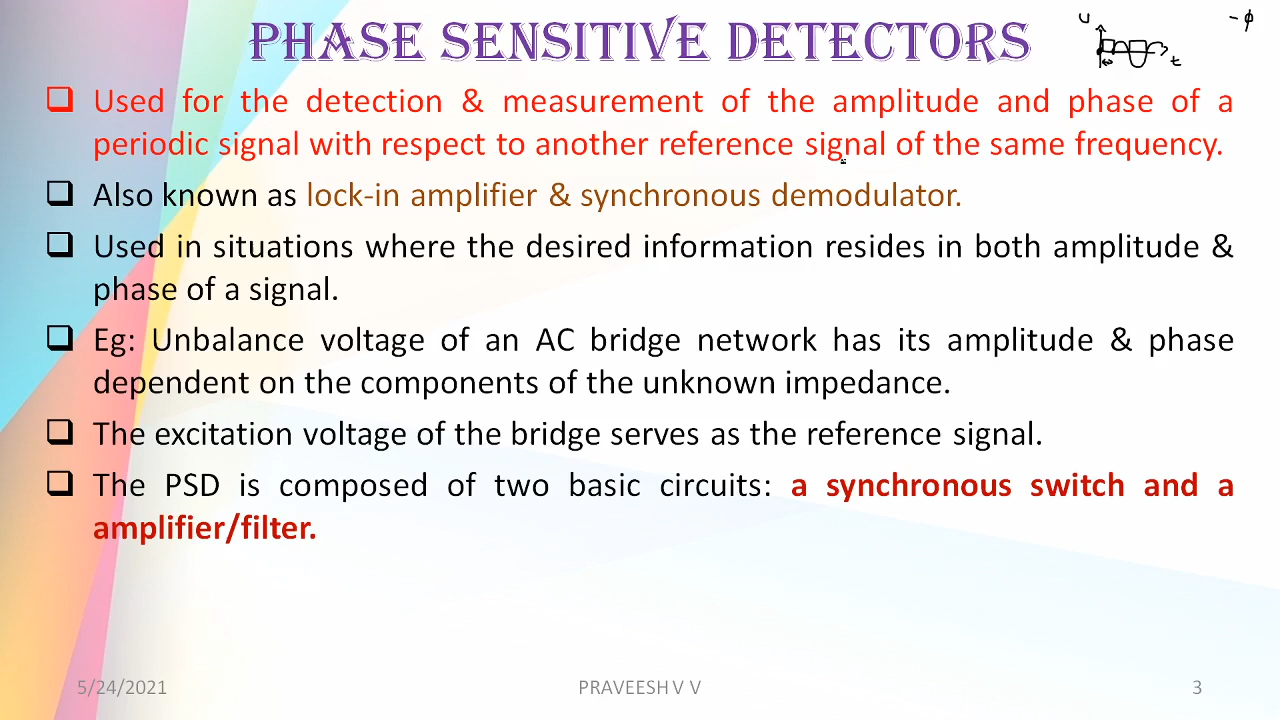 PHASE SENSITIVE DETECTORS
υ
t
-ϕ
❑ Used for the detection & measurement of the amplitude and phase of a
periodic signal with respect to another reference signal of the same frequency.
❑ Also known as lock-in amplifier & synchronous demodulator.
❑ Used in situations where the desired information resides in both amplitude &
phase of a signal.
❑ Eg: Unbalance voltage of an AC bridge network has its amplitude & phase
dependent on the components of the unknown impedance.
❑ The excitation voltage of the bridge serves as the reference signal.
❑ The PSD is composed of two basic circuits: a synchronous switch and a
amplifier/filter.
5/24/2021
PRAVEESH V V
3